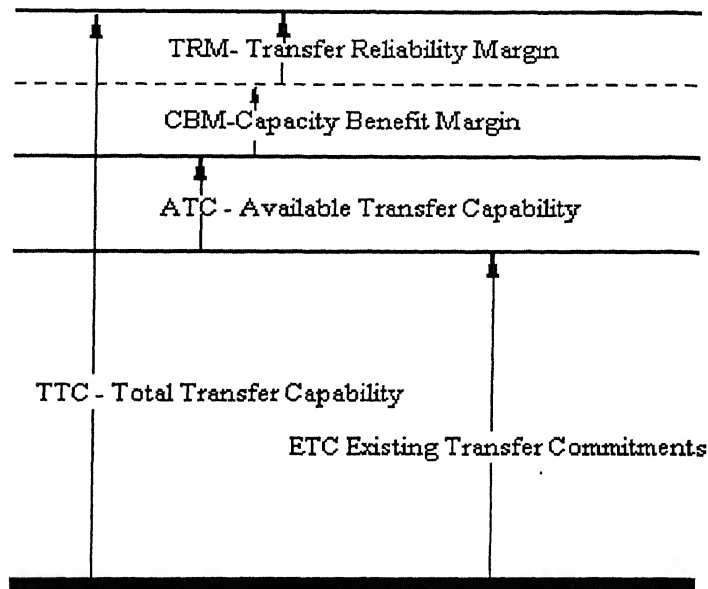 TRM- Transfer Reliability Margin
CBM-Capacity Benefit Margin
ATC - Available Transfer Capability
TTC - Total Transfer Capability
ETC Existing Transfer Commitments